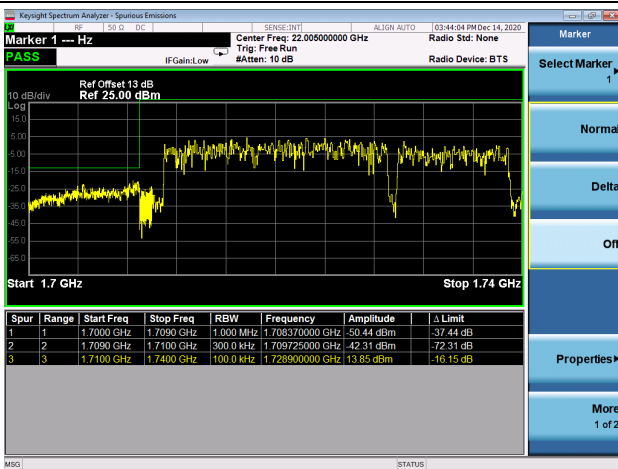 Keysight Spectrum Analyzer - Spurious Emissions
RF 50 Ω DC SENSE:INT ALIGN AUTO 03:44:04 PM Dec 14, 2020
Marker 1 --- Hz
Center Freq: 22.005000000 GHz
Radio Std: None
Trig: Free Run
PASS
IFGain:Low
#Atten: 10 dB
Radio Device: BTS
Ref Offset 13 dB
10 dB/div Ref 25.00 dBm
Log
15.0
5.00
-5.00
-15.0
-25.0
-35.0
-45.0
-55.0
-65.0
Start 1.7 GHz Stop 1.74 GHz
Spur Range Start Freq Stop Freq RBW Frequency Amplitude Δ Limit
1 1 1.7000 GHz 1.7090 GHz 1.000 MHz 1.708370000 GHz -50.44 dBm -37.44 dB
2 2 1.7090 GHz 1.7100 GHz 300.0 kHz 1.709725000 GHz -42.31 dBm -72.31 dB
3 3 1.7100 GHz 1.7400 GHz 100.0 kHz 1.728900000 GHz 13.85 dBm -16.15 dB
MSG STATUS
Marker
Select Marker
1
Normal
Delta
Off
Properties
More
1 of 2